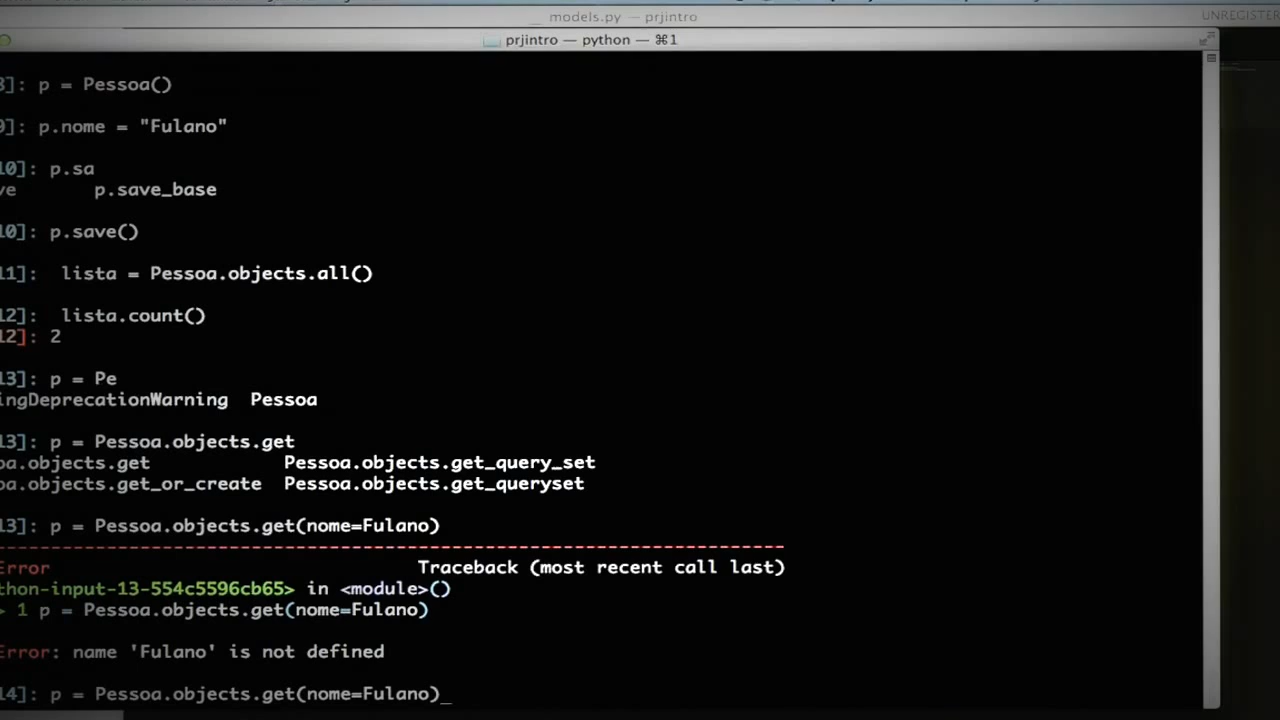 models.py — prjintro
UNREGISTER
prjintro — python — ⌘1
8]: p = Pessoa()
9]: p.nome = "Fulano"
10]: p.sa
ve p.save_base
10]: p.save()
11]: lista = Pessoa.objects.all()
12]: lista.count()
12]: 2
13]: p = Pe
ingDeprecationWarning Pessoa
13]: p = Pessoa.objects.get
oa.objects.get Pessoa.objects.get_query_set
oa.objects.get_or_create Pessoa.objects.get_queryset
13]: p = Pessoa.objects.get(nome=Fulano)
---------------------------------------------------------------------------
Error Traceback (most recent call last)
thon-input-13-554c5596cb65> in <module>()
> 1 p = Pessoa.objects.get(nome=Fulano)
Error: name 'Fulano' is not defined
14]: p = Pessoa.objects.get(nome=Fulano)_